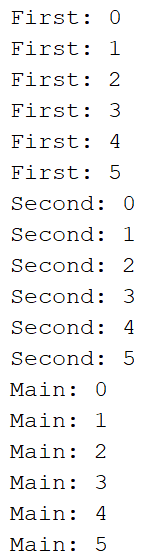 First: 0
First: 1
First: 2
First: 3
First: 4
First: 5
Second: 0
Second: 1
Second: 2
Second: 3
Second: 4
Second: 5
Main: 0
Main: 1
Main: 2
Main: 3
Main: 4
Main: 5